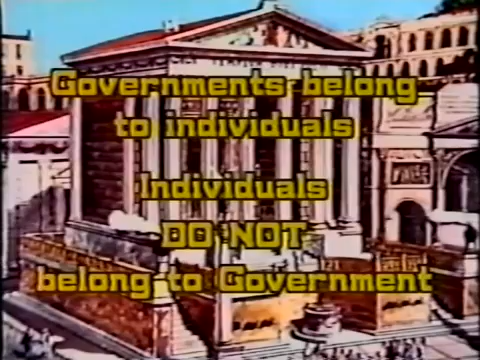 Governments belong
to individuals
Individuals
DO NOT
belong to Government